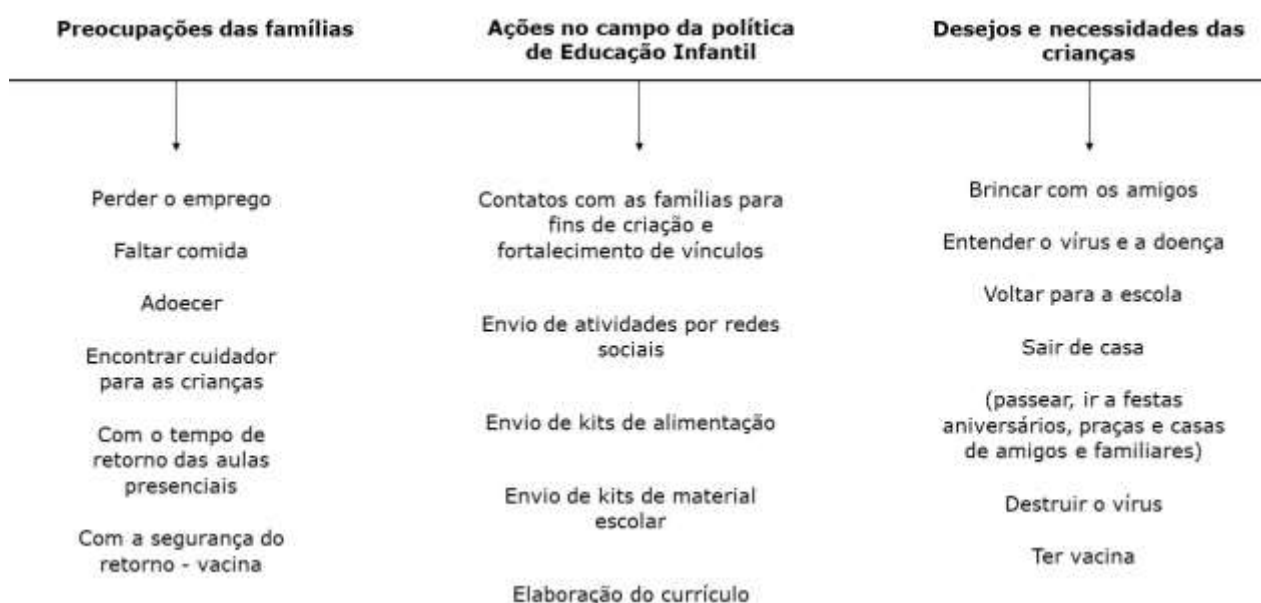 Preocupações das famílias
Ações no campo da política
de Educação Infantil
Desejos e necessidades das
crianças
Perder o emprego
Faltar comida
Adoecer
Encontrar cuidador
para as crianças
Com o tempo de
retorno das aulas
presenciais
Com a segurança do
retorno - vacina
Contatos com as famílias para
fins de criação e
fortalecimento de vínculos
Envio de atividades por redes
sociais
Envio de kits de alimentação
Envio de kits de material
escolar
Elaboração do currículo
Brincar com os amigos
Entender o vírus e a doença
Voltar para a escola
Sair de casa
(passear, ir a festas
aniversários, praças e casas
de amigos e familiares)
Destruir o vírus
Ter vacina